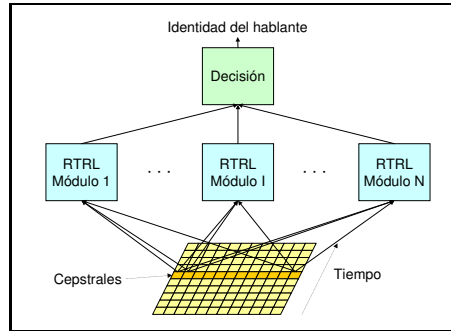 Identidad del hablante
Decisión
RTRL
Módulo 1
. . .
RTRL
Módulo I
. . .
RTRL
Módulo N
Cepstrales
Tiempo